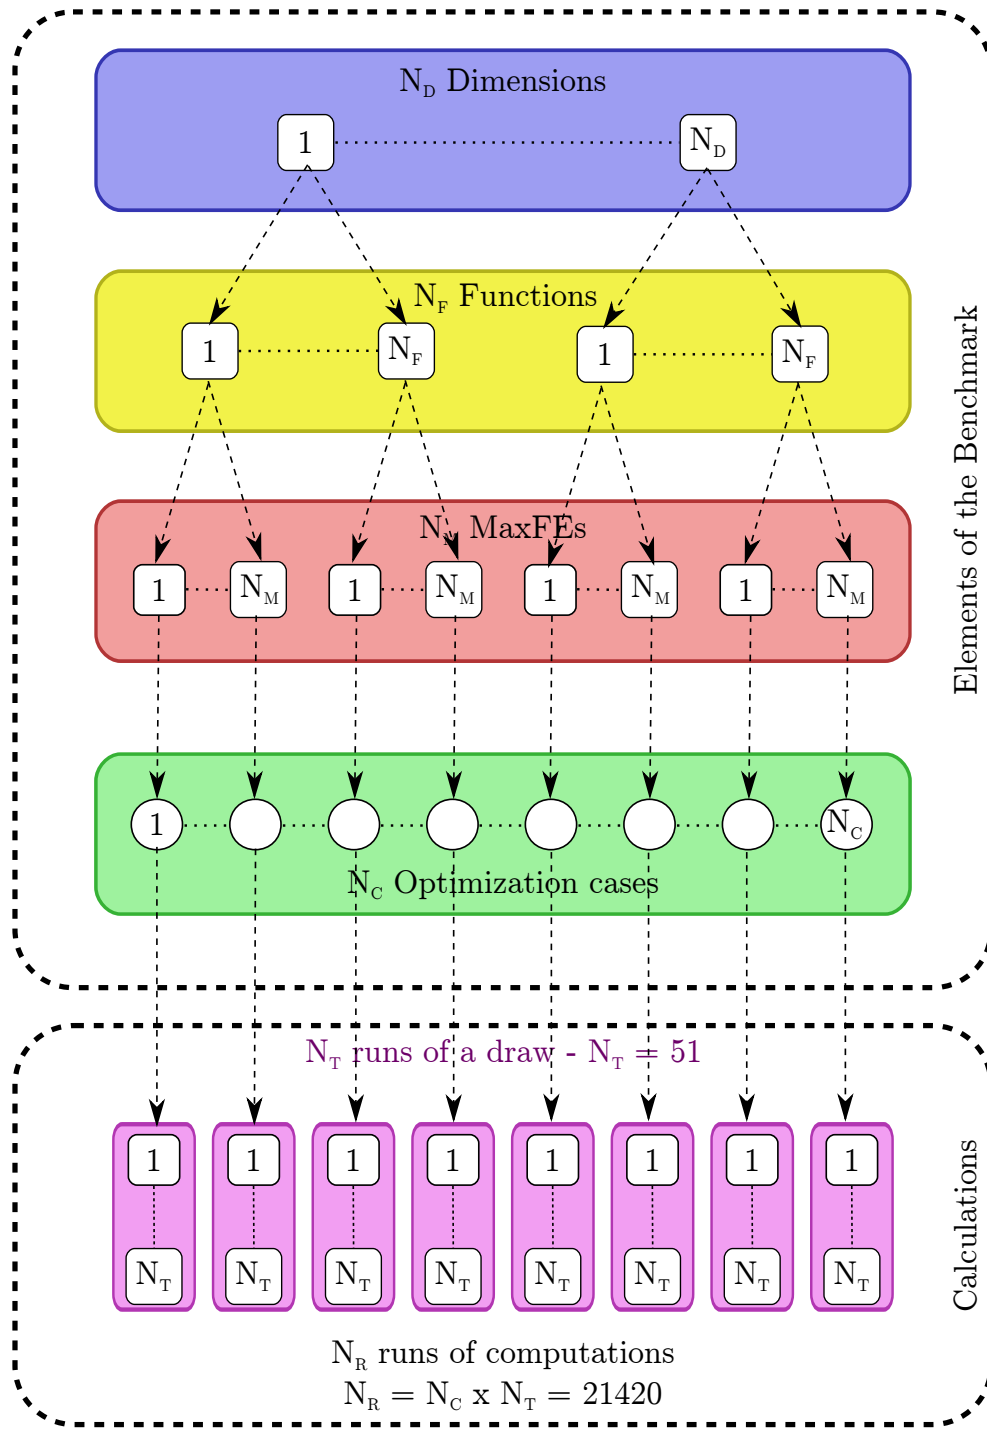 N_D Dimensions
1 N_D
N_F Functions
1 N_F 1 N_F
MaxFEs
1 N_M 1 N_M 1 N_M 1 N_M
1 N_C
N_C Optimization cases
Elements of the Benchmark
N_T runs of a draw - N_T = 51
1 1 1 1 1 1 1 1
N_T N_T N_T N_T N_T N_T N_T N_T
N_R runs of computations
N_R = N_C x N_T = 21420
Calculations